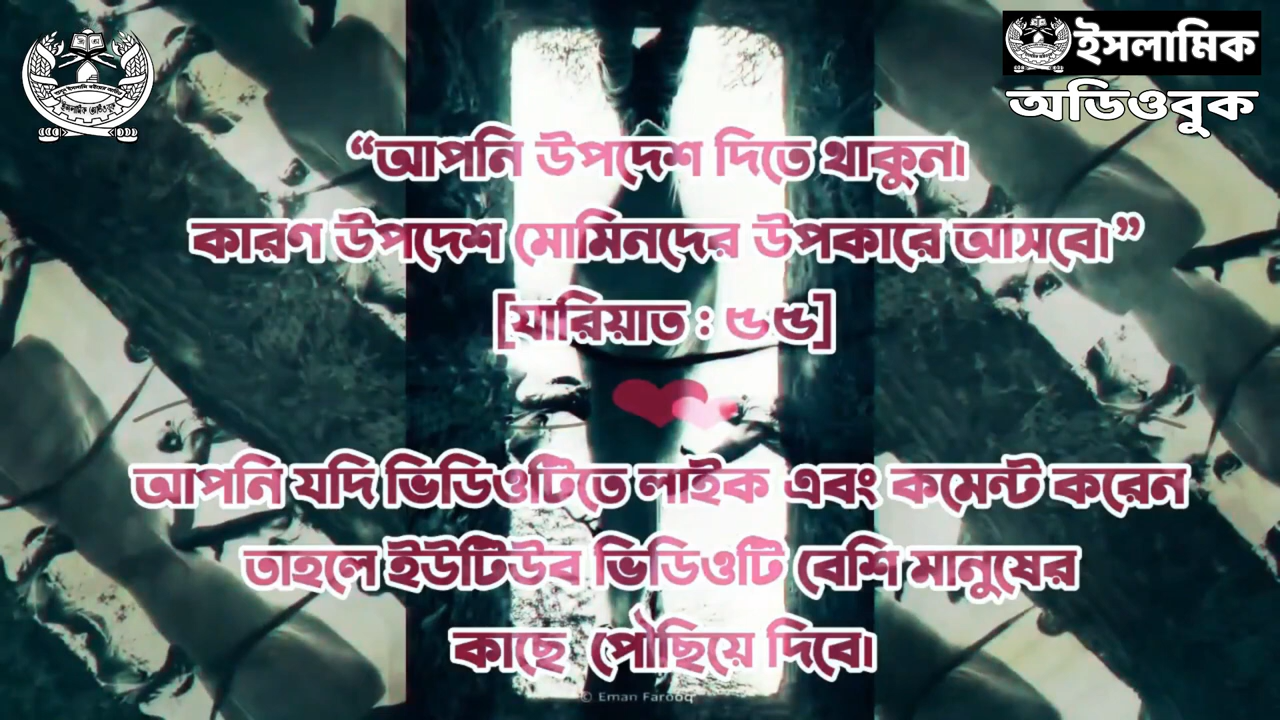 ইসলামিক
অডিওবুক
“আপনি উপদেশ দিতে থাকুন।
কারণ উপদেশ মোমিনদের উপকারে আসবে।”
[যারিয়াত : ৫৫]
আপনি যদি ভিডিওটিতে লাইক এবং কমেন্ট করেন
তাহলে ইউটিউব ভিডিওটি বেশি মানুষের
কাছে পৌছিয়ে দিবে।
© Eman Farooq